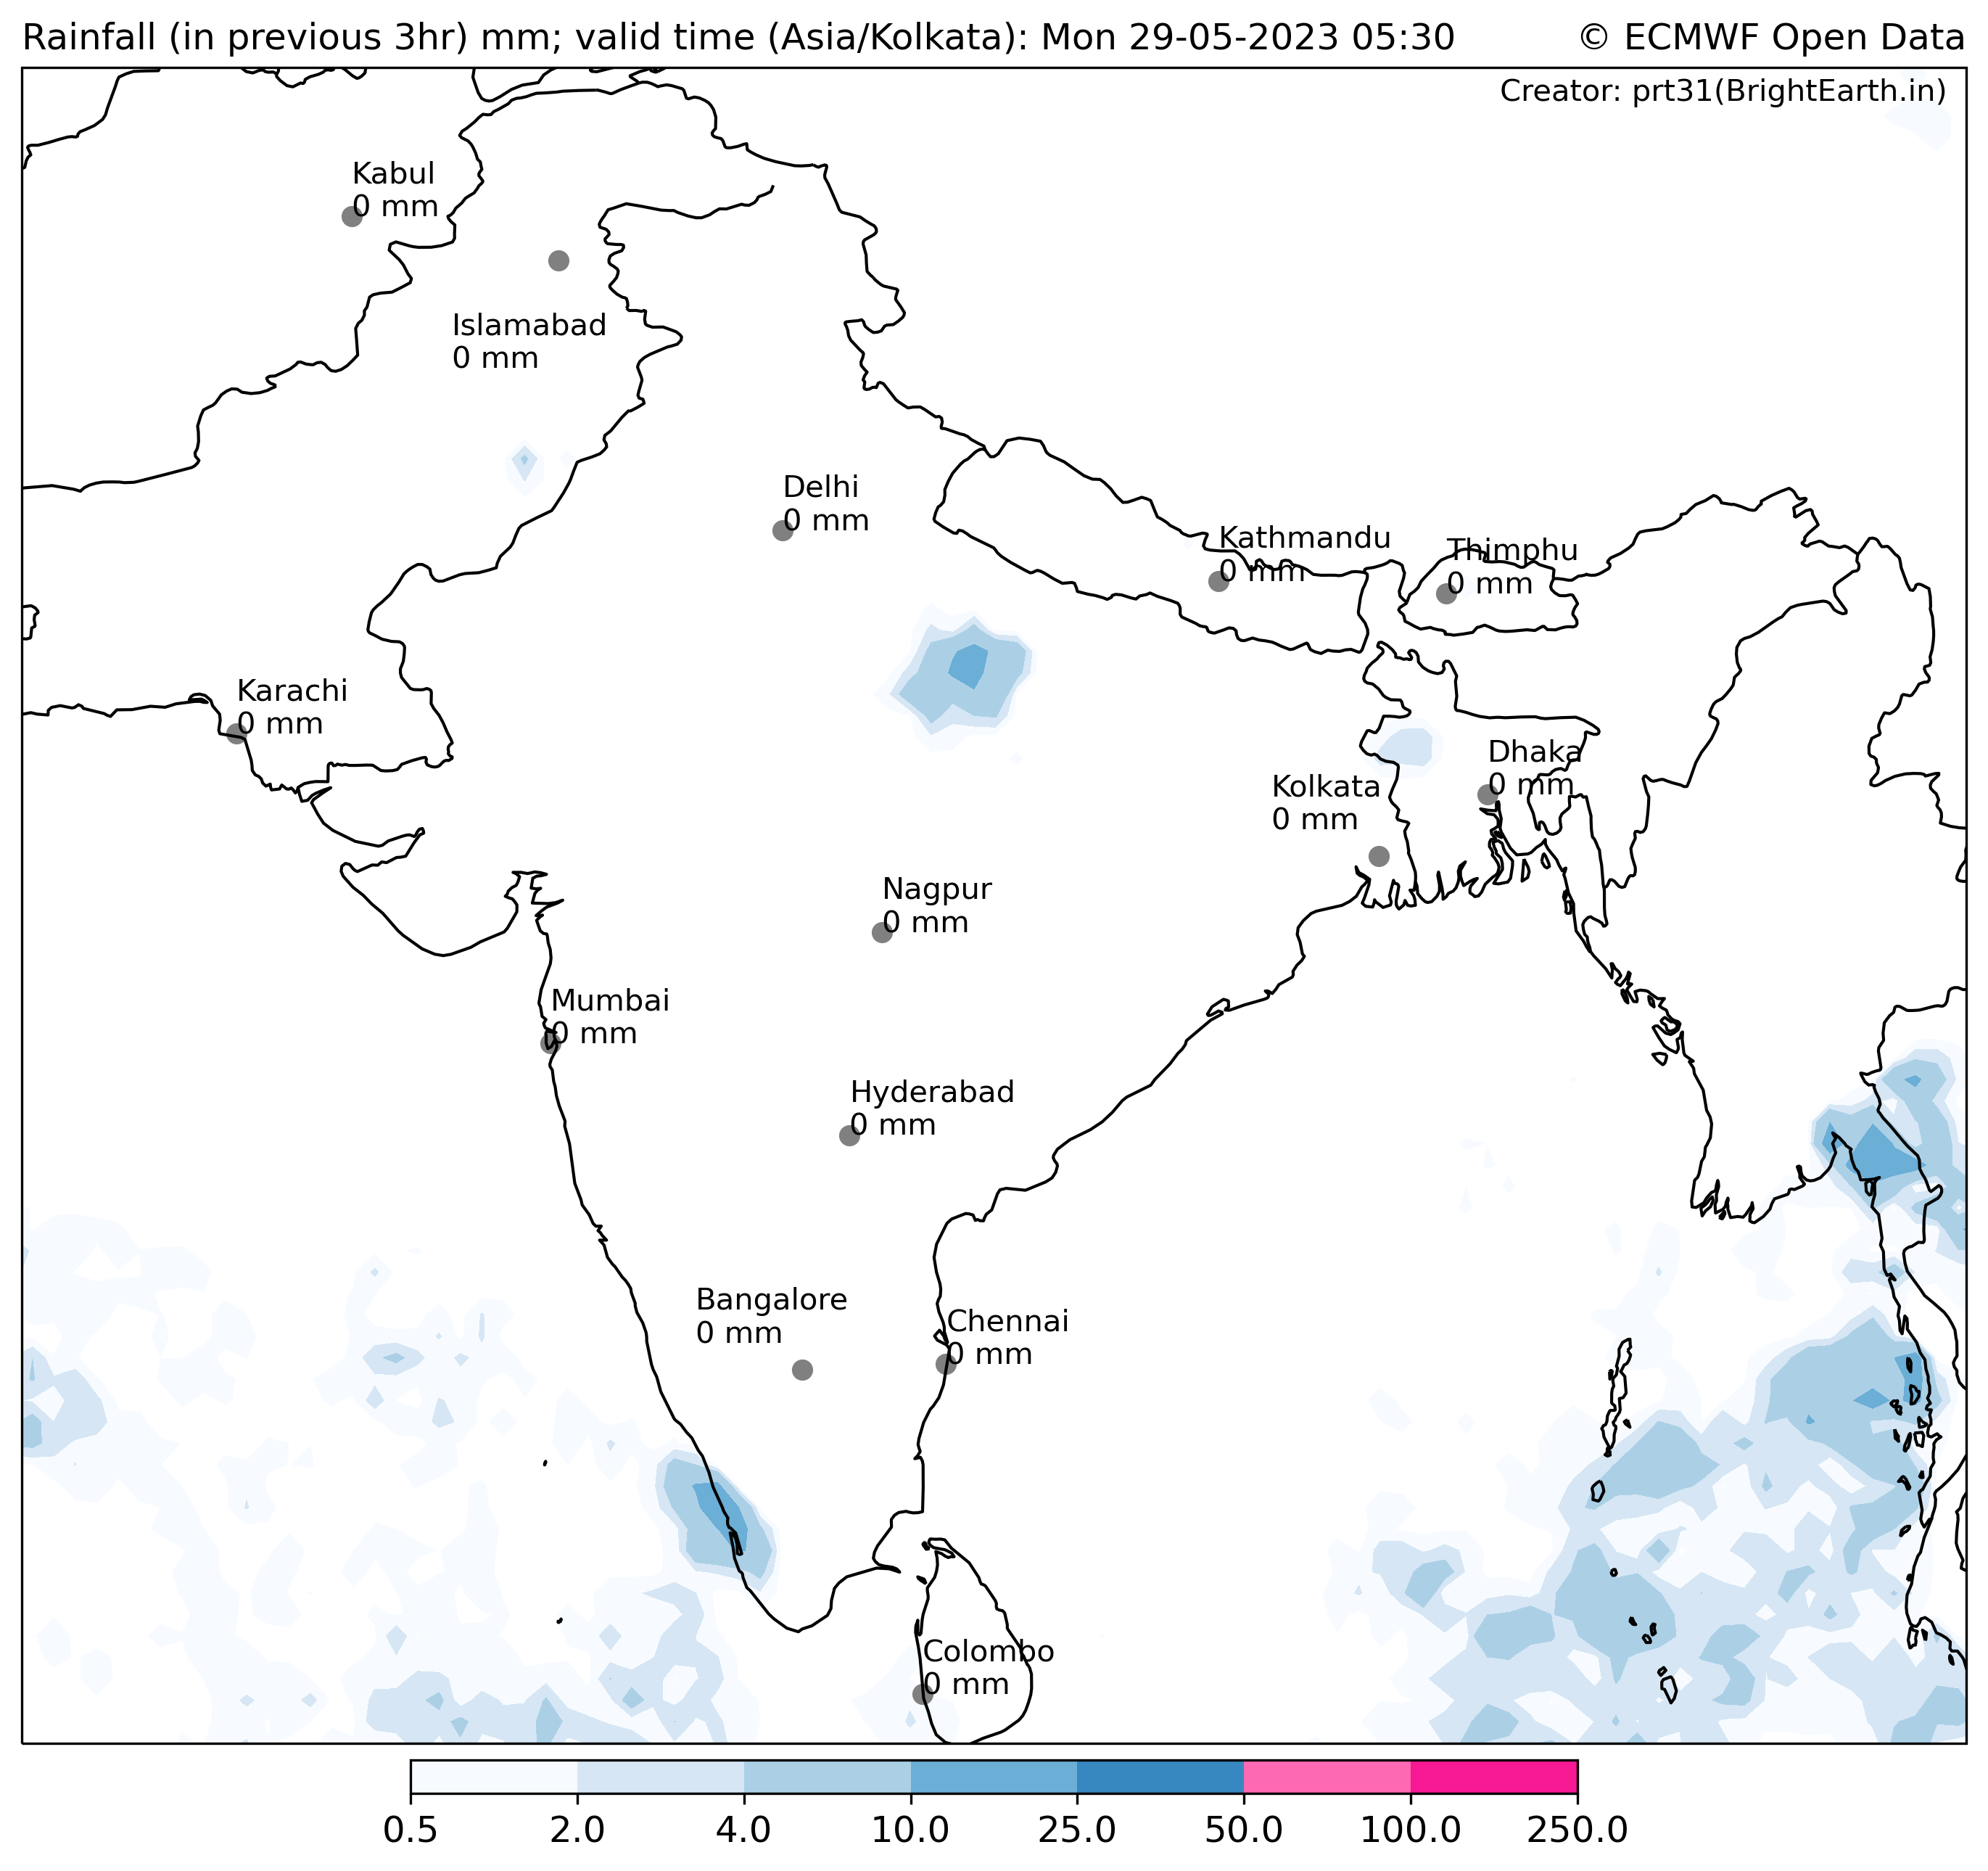 Rainfall (in previous 3hr) mm; valid time (Asia/Kolkata): Mon 29-05-2023 05:30
© ECMWF Open Data
Creator: prt31(BrightEarth.in)
Kabul
0 mm
Islamabad
0 mm
Delhi
0 mm
Kathmandu
0 mm
Thimphu
0 mm
Karachi
0 mm
Dhaka
0 mm
Kolkata
0 mm
Nagpur
0 mm
Mumbai
0 mm
Hyderabad
0 mm
Bangalore
0 mm
Chennai
0 mm
Colombo
0 mm
0.5 2.0 4.0 10.0 25.0 50.0 100.0 250.0